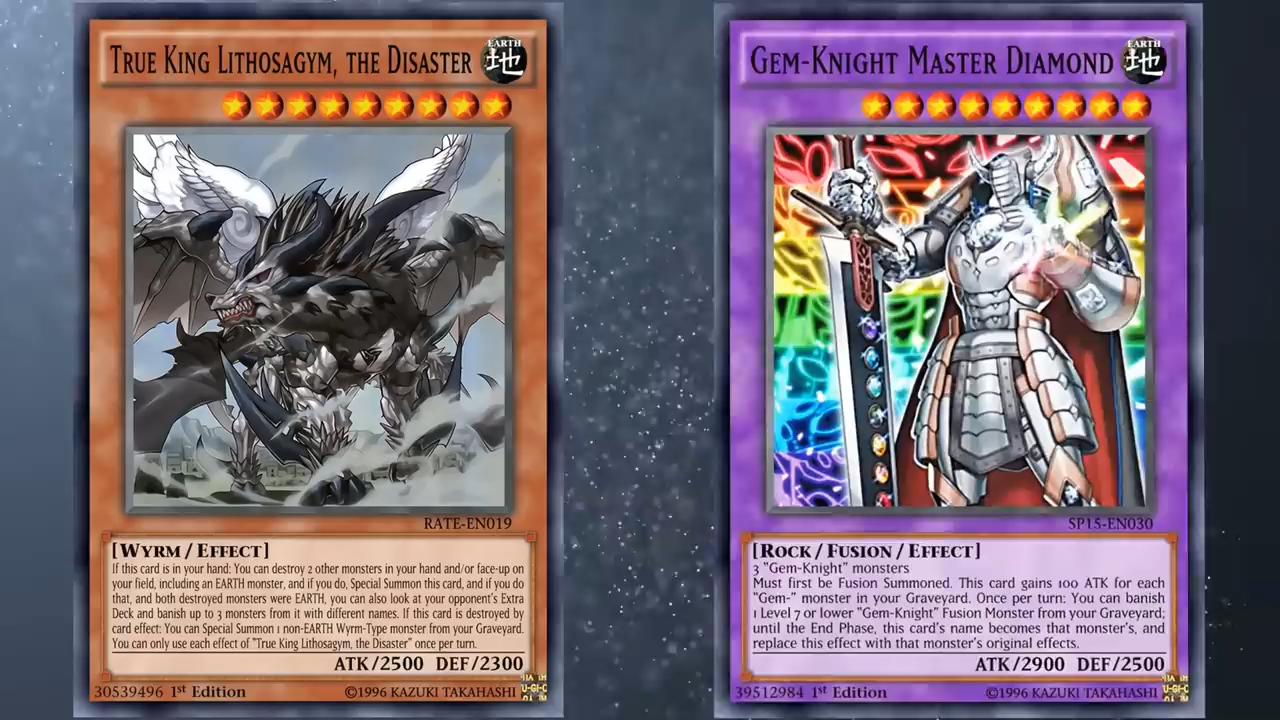 TRUE KING LITHOSAGYM, THE DISASTER
EARTH
地
RATE-EN019
[WYRM / EFFECT]
If this card is in your hand: You can destroy 2 other monsters in your hand and/or face-up on
your field, including an EARTH monster, and if you do, Special Summon this card, and if you do
that, and both destroyed monsters were EARTH, you can also look at your opponent's Extra
Deck and banish up to 3 monsters from it with different names. If this card is destroyed by
card effect: You can Special Summon 1 non-EARTH Wyrm-Type monster from your Graveyard.
You can only use each effect of "True King Lithosagym, the Disaster" once per turn.
ATK/2500 DEF/2300
30539496 1st Edition ©1996 KAZUKI TAKAHASHI
GEM-KNIGHT MASTER DIAMOND
EARTH
地
SP15-EN030
[ROCK / FUSION / EFFECT]
3 "Gem-Knight" monsters
Must first be Fusion Summoned. This card gains 100 ATK for each
"Gem-" monster in your Graveyard. Once per turn: You can banish
1 Level 7 or lower "Gem-Knight" Fusion Monster from your Graveyard;
until the End Phase, this card's name becomes that monster's, and
replace this effect with that monster's original effects.
ATK/2900 DEF/2500
39512984 1st Edition ©1996 KAZUKI TAKAHASHI